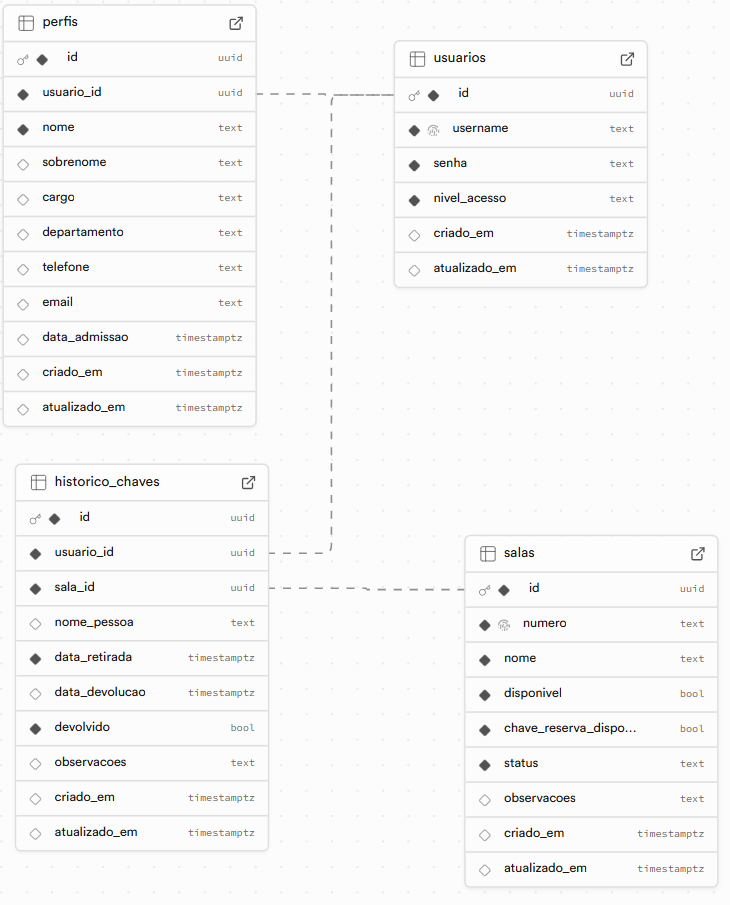 perfis
id uuid
usuario_id uuid
nome text
sobrenome text
cargo text
departamento text
telefone text
email text
data_admissao timestamptz
criado_em timestamptz
atualizado_em timestamptz
usuarios
id uuid
username text
senha text
nivel_acesso text
criado_em timestamptz
atualizado_em timestamptz
historico_chaves
id uuid
usuario_id uuid
sala_id uuid
nome_pessoa text
data_retirada timestamptz
data_devolucao timestamptz
devolvido bool
observacoes text
criado_em timestamptz
atualizado_em timestamptz
salas
id uuid
numero text
nome text
disponivel bool
chave_reserva_dispo... bool
status text
observacoes text
criado_em timestamptz
atualizado_em timestamptz